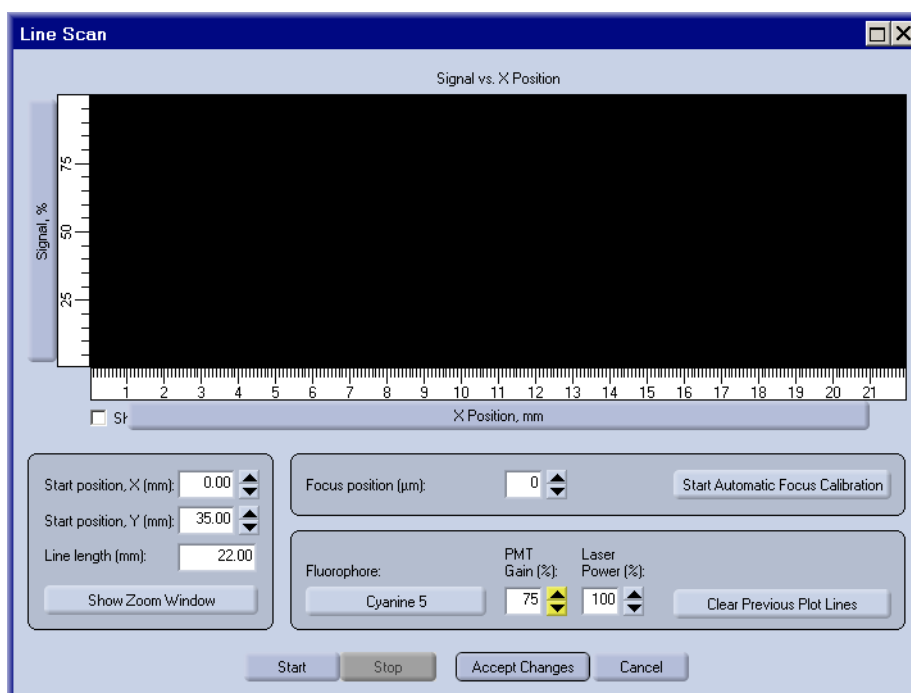 Line Scan
Signal vs. X Position
Signal, %
75
50
25
1 2 3 4 5 6 7 8 9 10 11 12 13 14 15 16 17 18 19 20 21
X Position, mm
Start position, X (mm): 0.00
Focus position (µm): 0 Start Automatic Focus Calibration
Start position, Y (mm): 35.00
Line length (mm): 22.00
Show Zoom Window
Fluorophore:
Cyanine 5
PMT
Gain (%):
75
Laser
Power (%):
100
Clear Previous Plot Lines
Start Stop Accept Changes Cancel